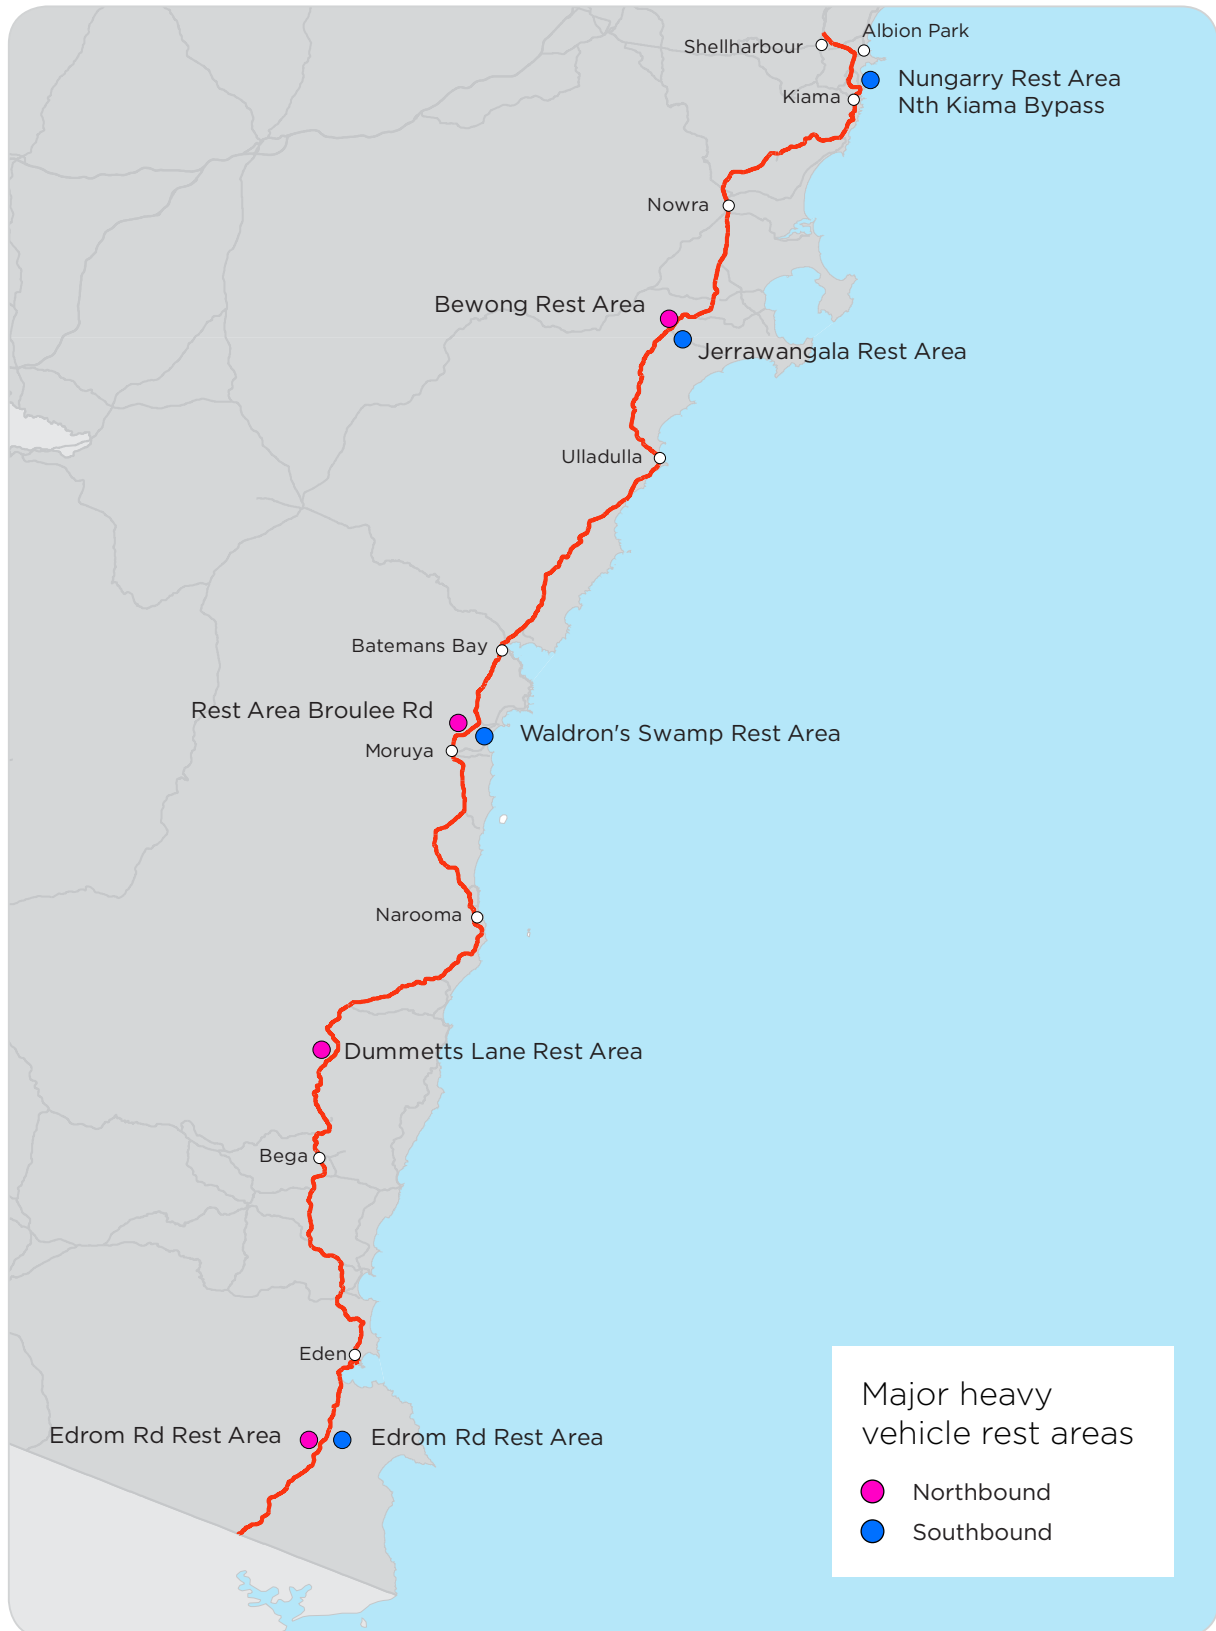 Albion Park
Shellharbour
Nungarry Rest Area
Nth Kiama Bypass
Kiama
Nowra
Bewong Rest Area
Jerrawangala Rest Area
Ulladulla
Batemans Bay
Rest Area Broulee Rd
Waldron's Swamp Rest Area
Moruya
Narooma
Dummetts Lane Rest Area
Bega
Eden
Edrom Rd Rest Area
Edrom Rd Rest Area
Major heavy
vehicle rest areas
Northbound
Southbound